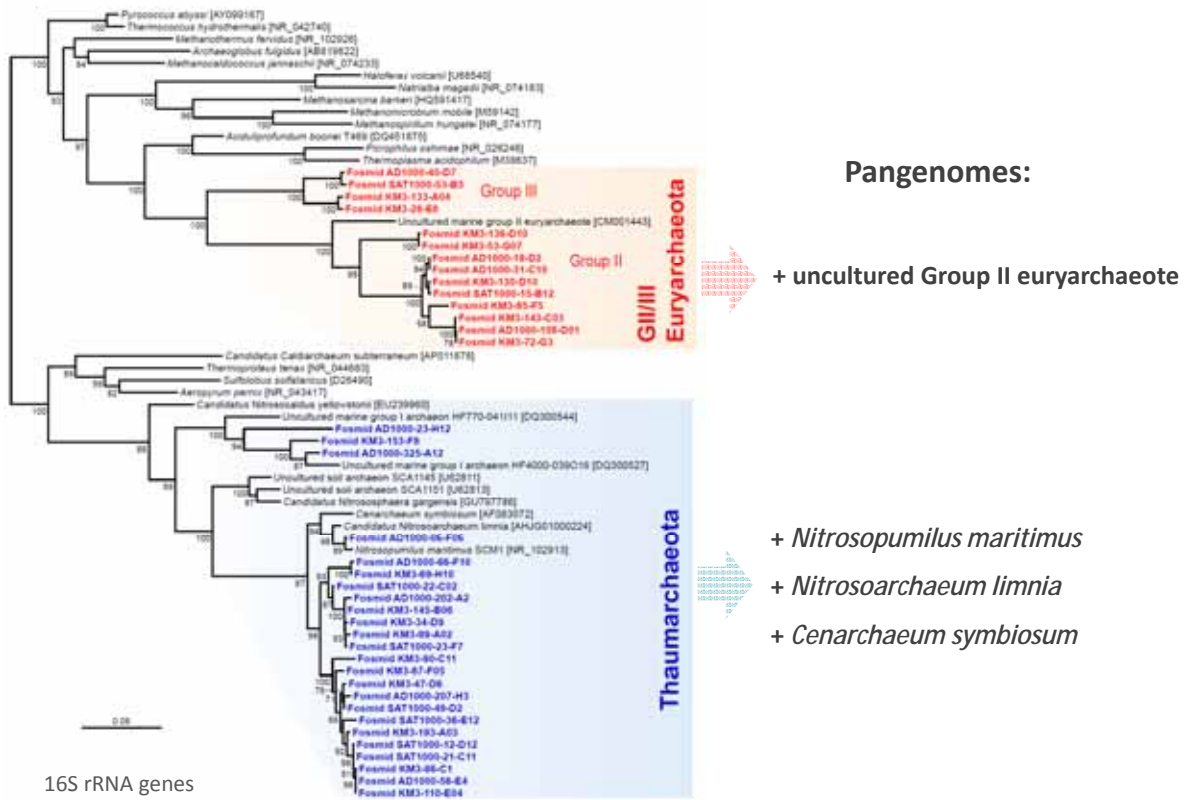 Pyrococcus abyssi [AY099167]
Thermococcus hydrothermalis [NR_042740]
Methanothermus fervidus [NR_102926]
Archaeoglobus fulgidus [AB019622]
Methanocaldococcus jannaschii [NR_074233]
Haloferax volcanii [U68540]
Natrialba magadii [NR_074183]
Methanosarcina barkeri [HQ591417]
Methanomicrobium mobile [M59142]
Methanospirillum hungatei [NR_074177]
Aciduliprofundum boonei T469 [DQ451875]
Picrophilus oshimae [NR_026246]
Thermoplasma acidophilum [M38637]
Fosmid AD1000-40-D7
Fosmid SAT1000-53-B3
Fosmid KM3-133-A04
Fosmid KM3-28-E8
Group III
Uncultured marine group II euryarchaeote [CM001443]
Fosmid KM3-136-D10
Fosmid KM3-53-G07
Fosmid AD1000-18-D2
Fosmid AD1000-31-C10
Fosmid KM3-130-D10
Fosmid SAT1000-15-B12
Fosmid KM3-85-F5
Fosmid KM3-143-C03
Fosmid AD1000-108-D01
Fosmid KM3-72-G3
Group II
GII/III
Euryarchaeota
Candidatus Caldiarchaeum subterraneum [AP011878]
Thermoproteus tenax [NR_044683]
Sulfolobus solfataricus [D26490]
Aeropyrum pernix [NR_043417]
Candidatus Nitrosocaldus yellowstonii [EU239960]
Uncultured marine group I archaeon HF770-041I11 [DQ300544]
Fosmid AD1000-23-H12
Fosmid KM3-153-F8
Fosmid AD1000-325-A12
Uncultured marine group I archaeon HF4000-039C16 [DQ300527]
Uncultured soil archaeon SCA1145 [U62811]
Uncultured soil archaeon SCA1151 [U62813]
Candidatus Nitrososphaera gargensis [GU797786]
Cenarchaeum symbiosum [AF083072]
Candidatus Nitrosoarchaeum limnia [AHJG01000224]
Fosmid AD1000-06-F06
Nitrosopumilus maritimus SCM1 [NR_102913]
Fosmid AD1000-66-F10
Fosmid KM3-69-H10
Fosmid SAT1000-22-C02
Fosmid AD1000-202-A2
Fosmid KM3-145-B06
Fosmid KM3-34-D9
Fosmid KM3-89-A02
Fosmid SAT1000-23-F7
Fosmid KM3-90-C11
Fosmid KM3-87-F05
Fosmid KM3-47-D6
Fosmid AD1000-207-H3
Fosmid SAT1000-49-D2
Fosmid SAT1000-36-E12
Fosmid KM3-193-A03
Fosmid SAT1000-12-D12
Fosmid SAT1000-21-C11
Fosmid KM3-86-C1
Fosmid AD1000-56-E4
Fosmid KM3-110-E04
Thaumarchaeota
16S rRNA genes
Pangenomes:
+ uncultured Group II euryarchaeote
+ Nitrosopumilus maritimus
+ Nitrosoarchaeum limnia
+ Cenarchaeum symbiosum